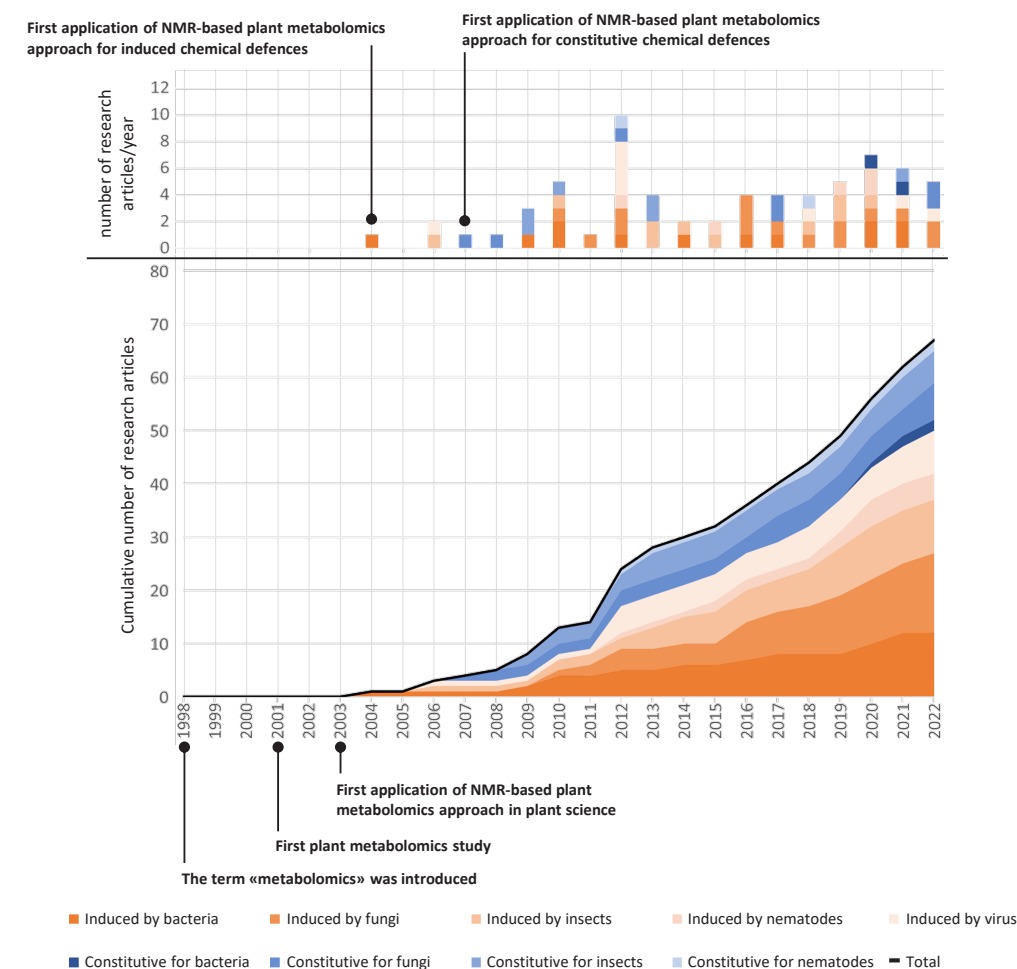 First application of NMR-based plant metabolomics
approach for induced chemical defences
First application of NMR-based plant metabolomics
approach for constitutive chemical defences
number of research
articles/year
12
10
8
6
4
2
0
Cumulative number of research articles
80
70
60
50
40
30
20
10
0
1998
1999
2000
2001
2002
2003
2004
2005
2006
2007
2008
2009
2010
2011
2012
2013
2014
2015
2016
2017
2018
2019
2020
2021
2022
First application of NMR-based plant
metabolomics approach in plant science
First plant metabolomics study
The term «metabolomics» was introduced
Induced by bacteria
Induced by fungi
Induced by insects
Induced by nematodes
Induced by virus
Constitutive for bacteria
Constitutive for fungi
Constitutive for insects
Constitutive for nematodes
Total